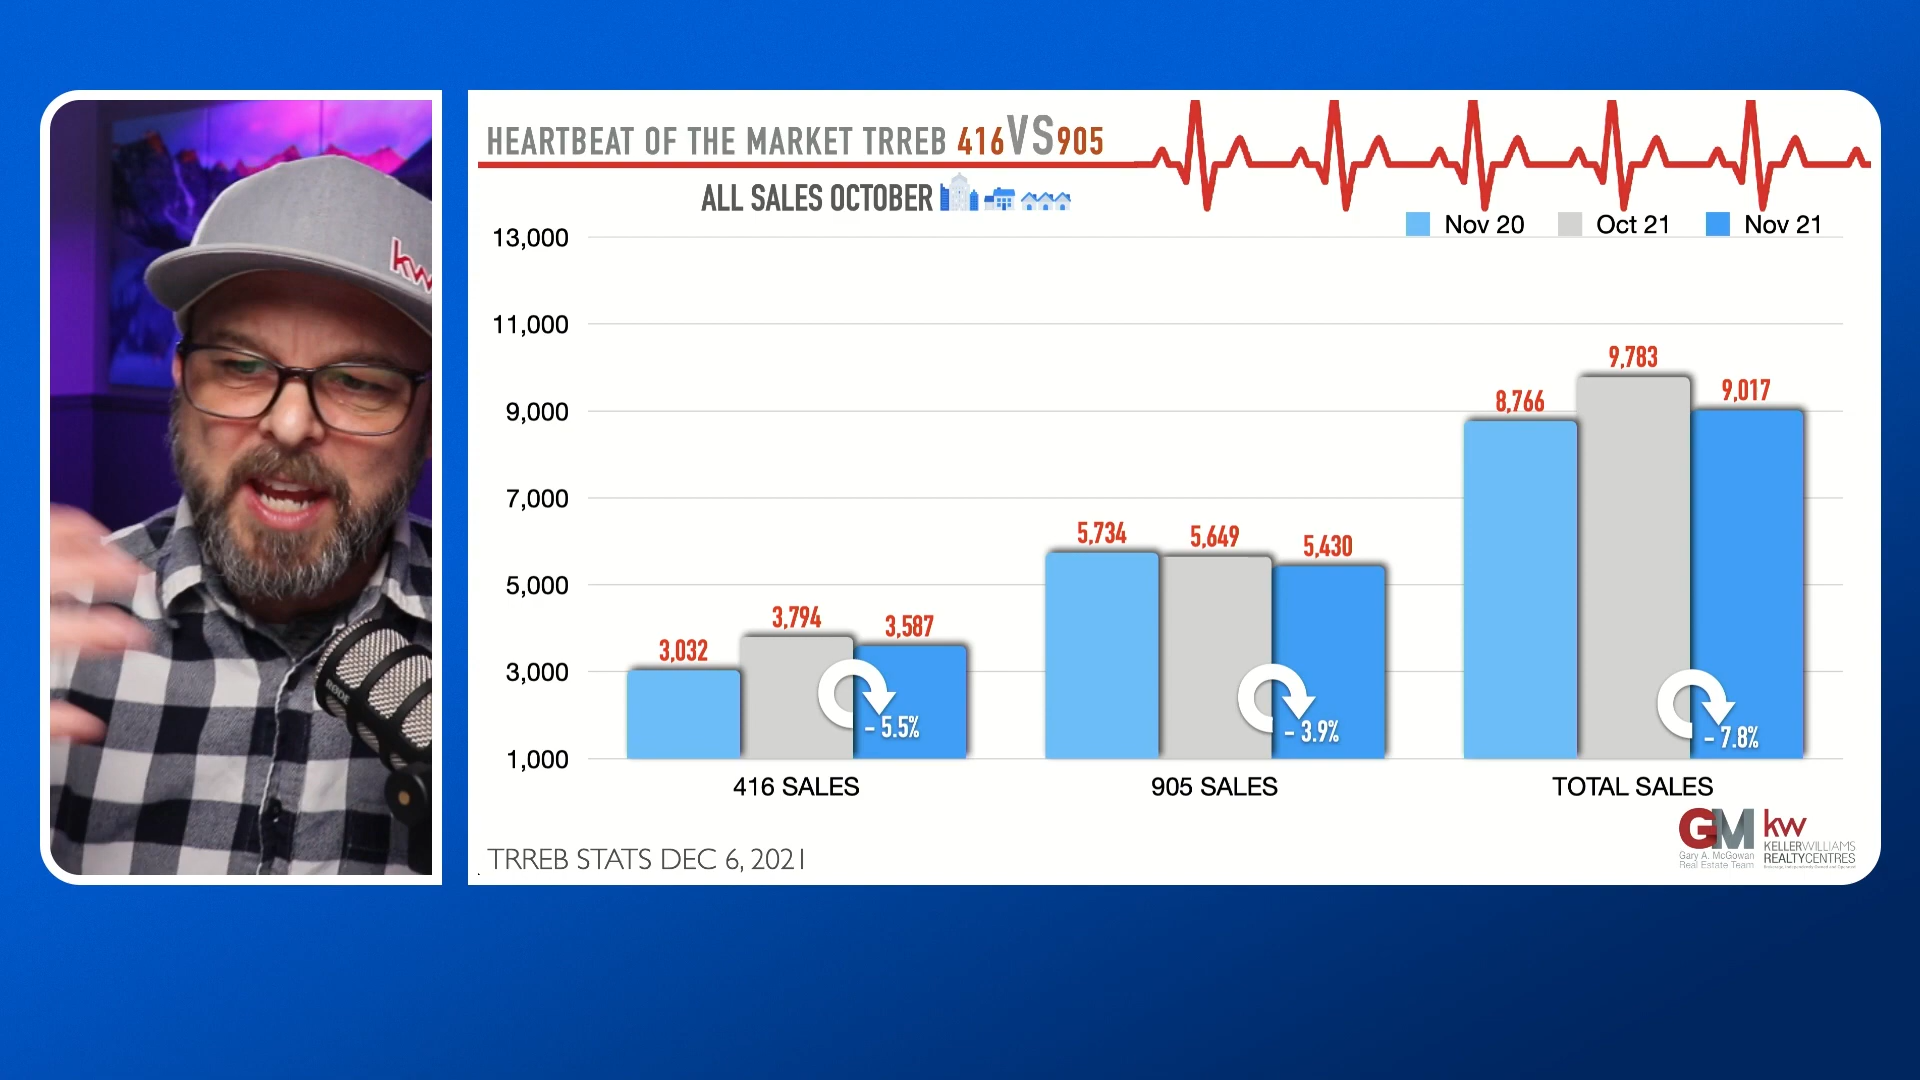 HEARTBEAT OF THE MARKET TRREB 416VS905
ALL SALES OCTOBER
Nov 20 Oct 21 Nov 21
13,000
11,000
9,000
7,000
5,000
3,000
1,000
3,032
3,794
3,587
- 5.5%
5,734
5,649
5,430
- 3.9%
8,766
9,783
9,017
- 7.8%
416 SALES
905 SALES
TOTAL SALES
TRREB STATS DEC 6, 2021
GM
Gary A. McGowan
Real Estate Team
kw
KELLERWILLIAMS
REALTYCENTRES
kw
RODE